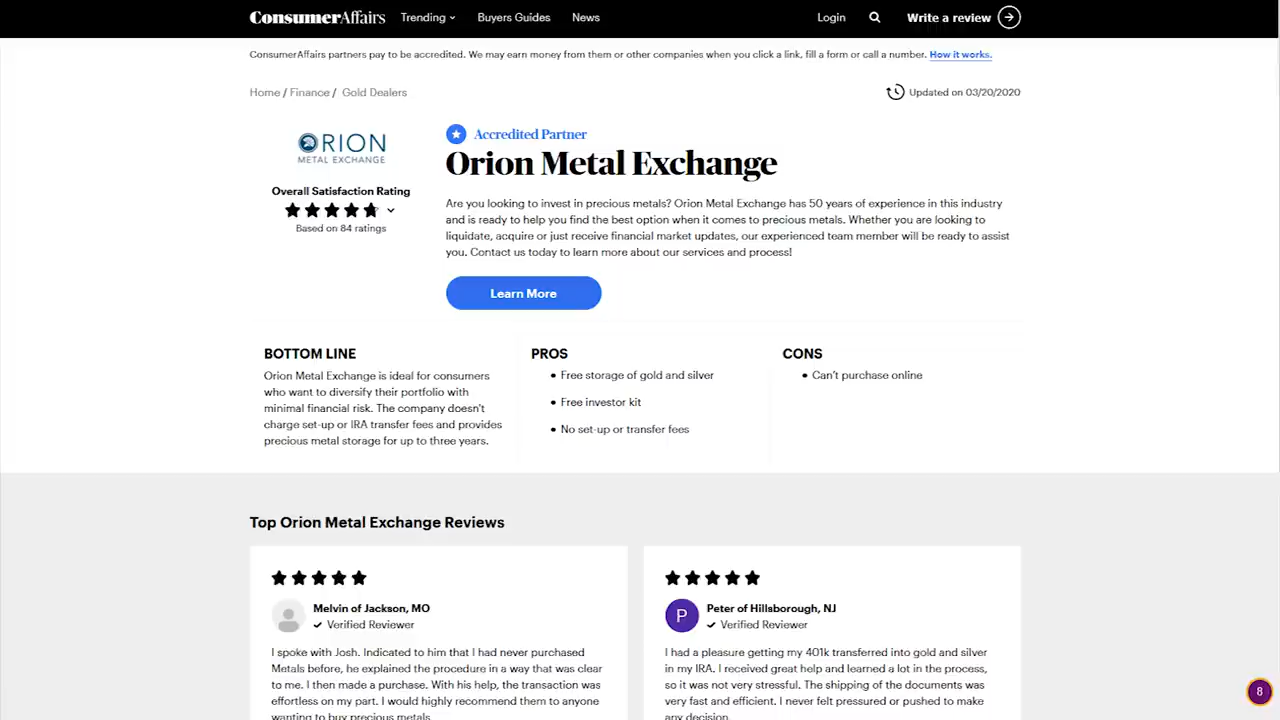 ConsumerAffairs Trending Buyers Guides News Login Write a review
ConsumerAffairs partners pay to be accredited. We may earn money from them or other companies when you click a link, fill a form or call a number. How it works.
Home / Finance / Gold Dealers
Updated on 03/20/2020
ORION
METAL EXCHANGE
Overall Satisfaction Rating
Based on 84 ratings
Accredited Partner
Orion Metal Exchange
Are you looking to invest in precious metals? Orion Metal Exchange has 50 years of experience in this industry
and is ready to help you find the best option when it comes to precious metals. Whether you are looking to
liquidate, acquire or just receive financial market updates, our experienced team member will be ready to assist
you. Contact us today to learn more about our services and process!
Learn More
BOTTOM LINE
Orion Metal Exchange is ideal for consumers
who want to diversify their portfolio with
minimal financial risk. The company doesn't
charge set-up or IRA transfer fees and provides
precious metal storage for up to three years.
PROS
• Free storage of gold and silver
• Free investor kit
• No set-up or transfer fees
CONS
• Can't purchase online
Top Orion Metal Exchange Reviews
Melvin of Jackson, MO
Verified Reviewer
I spoke with Josh. Indicated to him that I had never purchased
Metals before, he explained the procedure in a way that was clear
to me. I then made a purchase. With his help, the transaction was
effortless on my part. I would highly recommend them to anyone
wanting to buy precious metals.
P
Peter of Hillsborough, NJ
Verified Reviewer
I had a pleasure getting my 401k transferred into gold and silver
in my IRA. I received great help and learned a lot in the process,
so it was not very stressful. The shipping of the documents was
very fast and efficient. I never felt pressured or pushed to make
any decision.
8